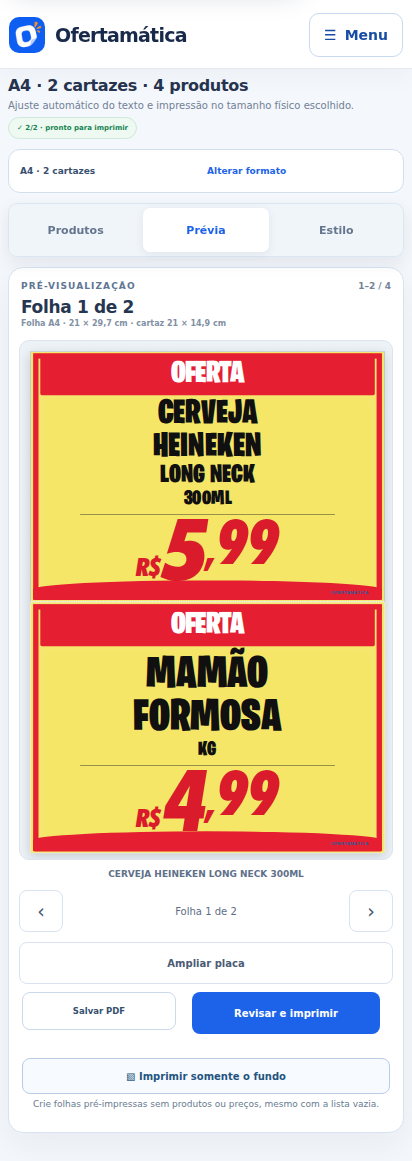 Ofertamática
☰ Menu
A4 · 2 cartazes · 4 produtos
Ajuste automático do texto e impressão no tamanho físico escolhido.
✓ 2/2 · pronto para imprimir
A4 · 2 cartazes
Alterar formato
Produtos
Prévia
Estilo
PRÉ-VISUALIZAÇÃO
1–2 / 4
Folha 1 de 2
Folha A4 · 21 × 29,7 cm · cartaz 21 × 14,9 cm
OFERTA
CERVEJA
HEINEKEN
LONG NECK
300ML
R$5,99
OFERTA
MAMÃO
FORMOSA
KG
R$4,99
CERVEJA HEINEKEN LONG NECK 300ML
‹
Folha 1 de 2
›
Ampliar placa
Salvar PDF
Revisar e imprimir
▧ Imprimir somente o fundo
Crie folhas pré-impressas sem produtos ou preços, mesmo com a lista vazia.